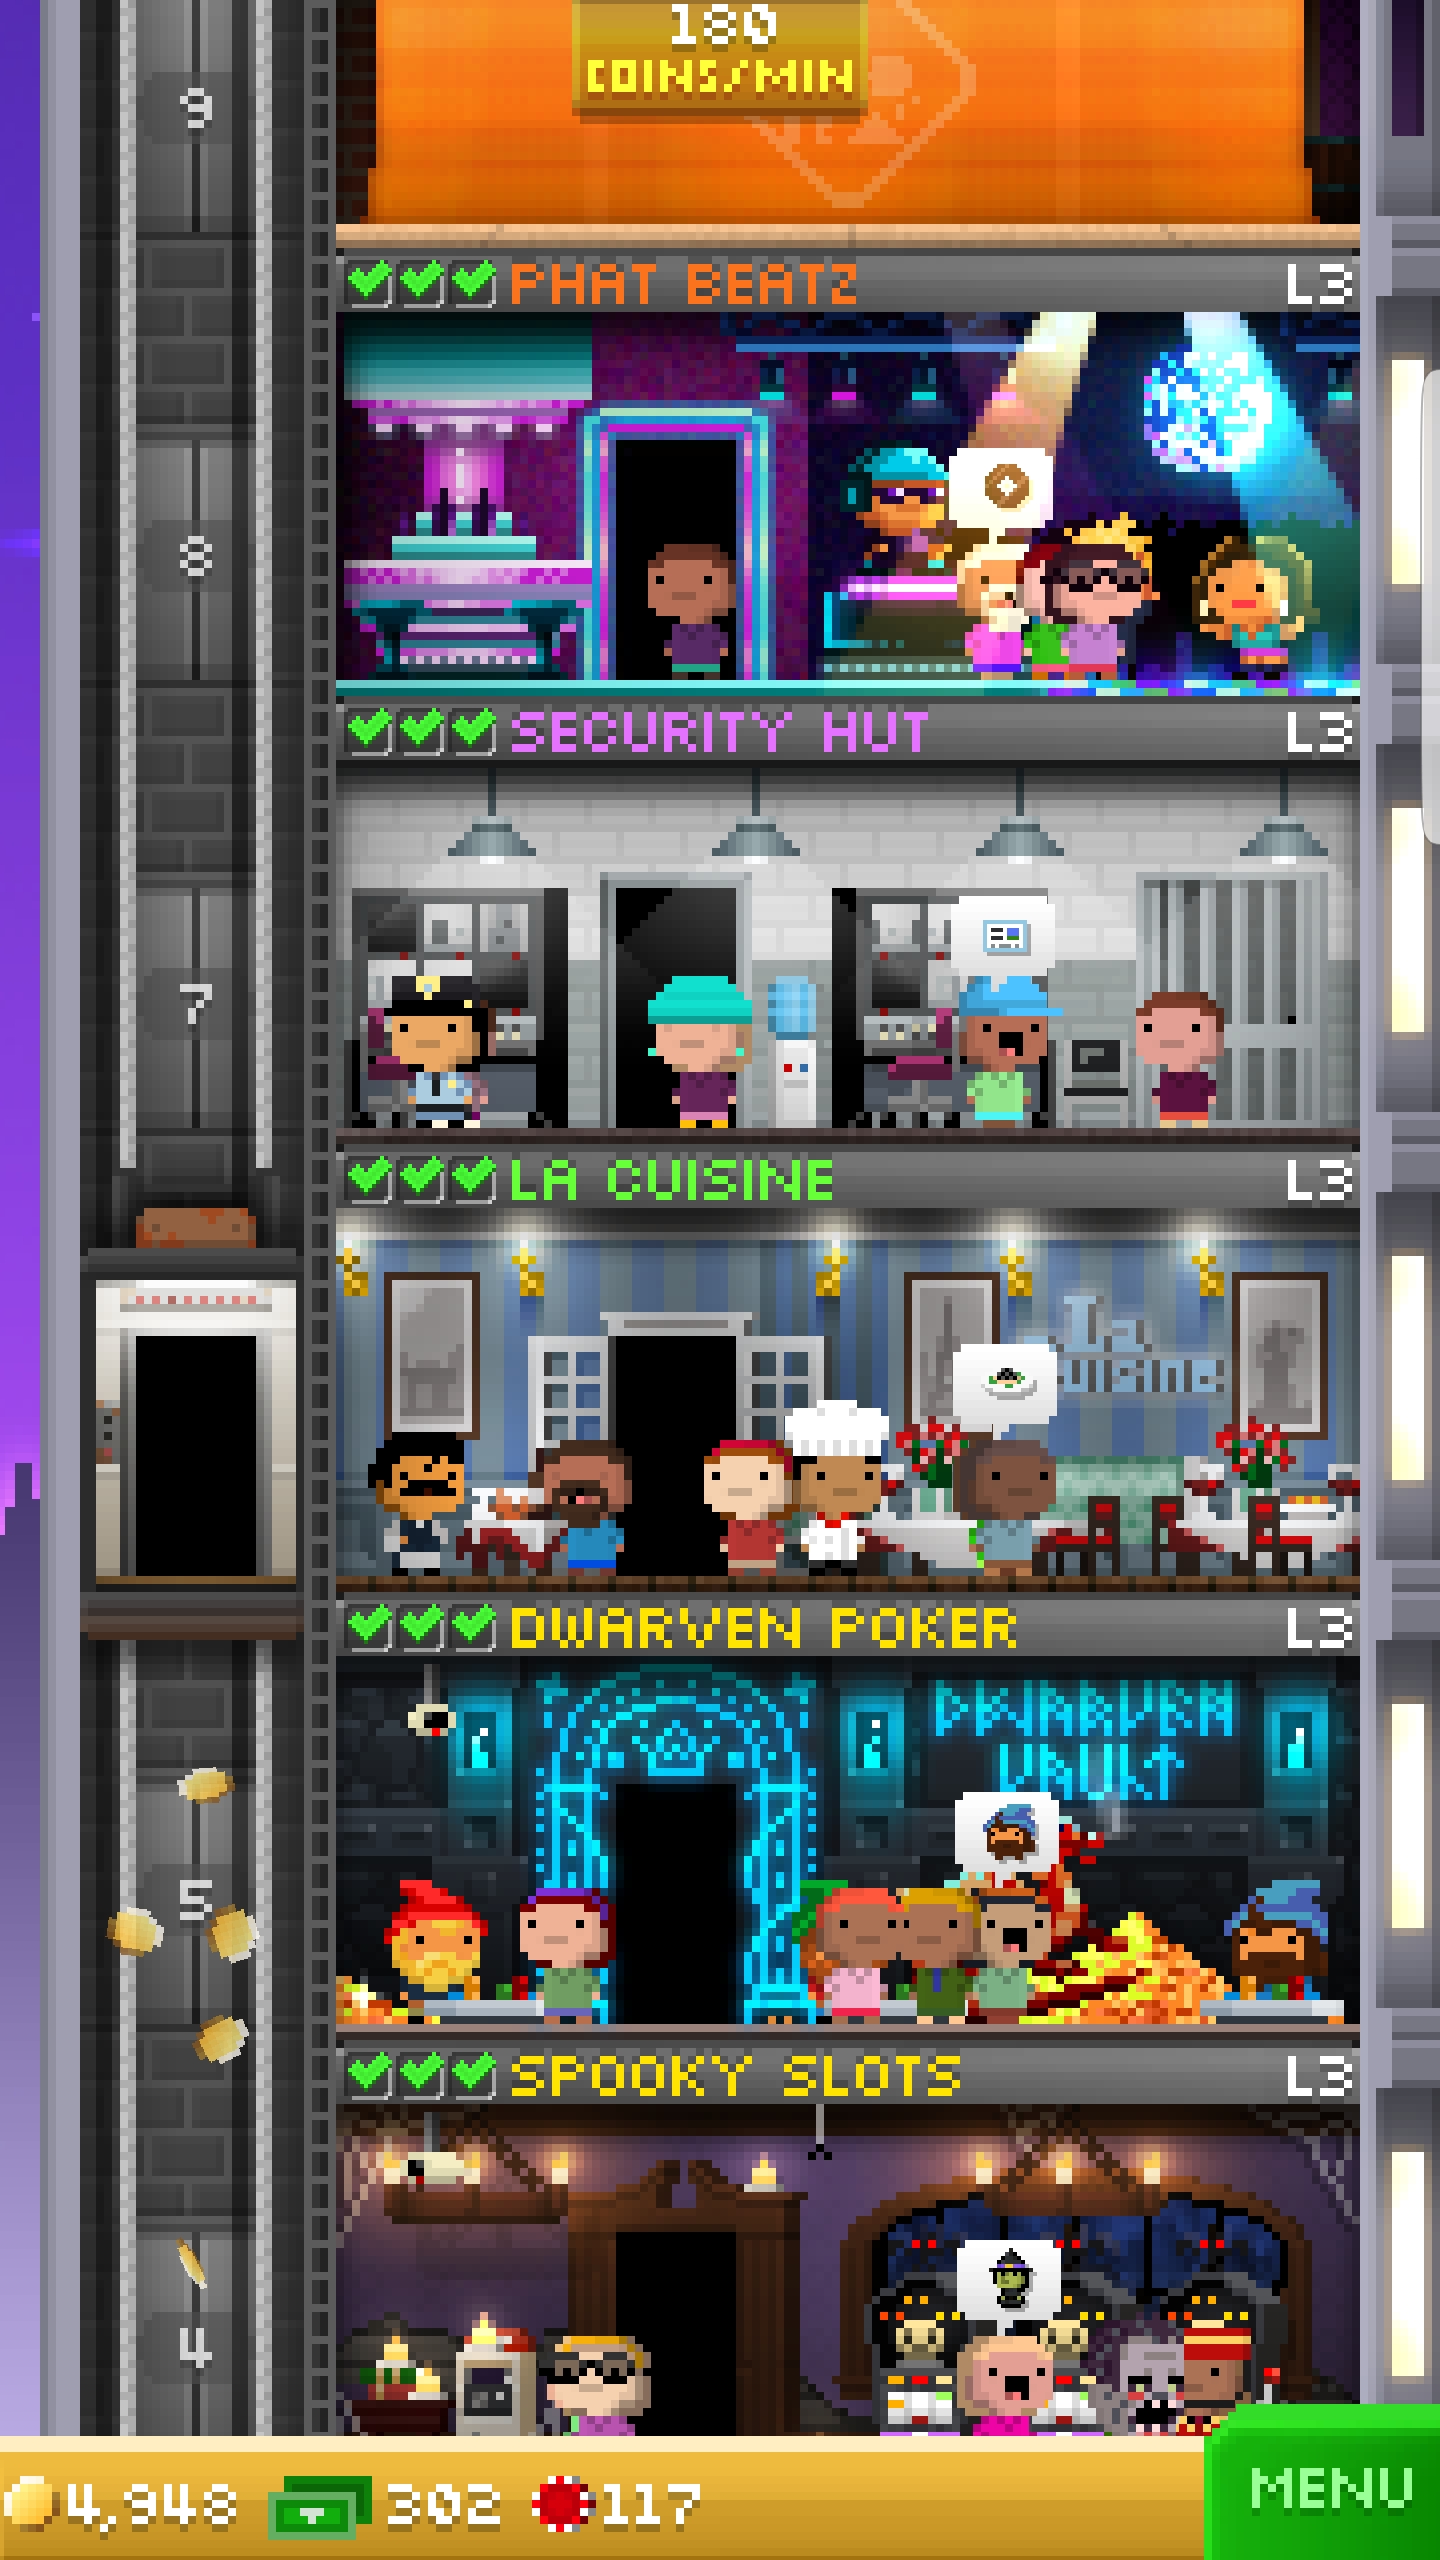 180
COINS/MIN
9
PHAT BEATZ L3
8
SECURITY HUT L3
7
LA CUISINE L3
La
Cuisine
DWARVEN POKER L3
DWARVEN
VAULT
5
SPOOKY SLOTS L3
4
4,948 302 117 MENU